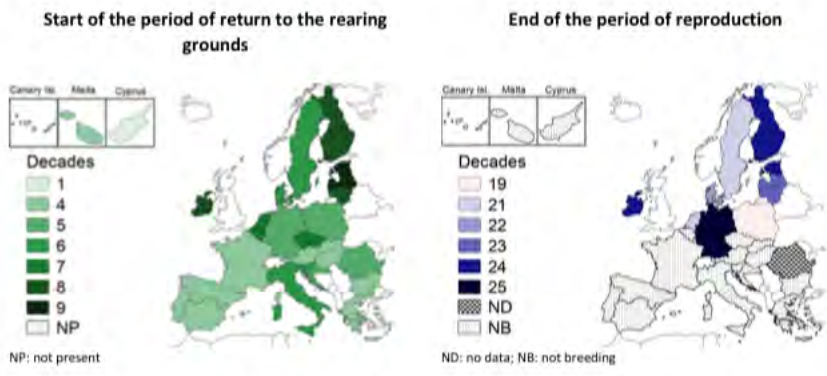 Start of the period of return to the rearing
grounds
Canary Isl. Malta Cyprus
Decades
1
4
5
6
7
8
9
NP
NP: not present
End of the period of reproduction
Canary Isl. Malta Cyprus
Decades
19
21
22
23
24
25
ND
NB
ND: no data; NB: not breeding